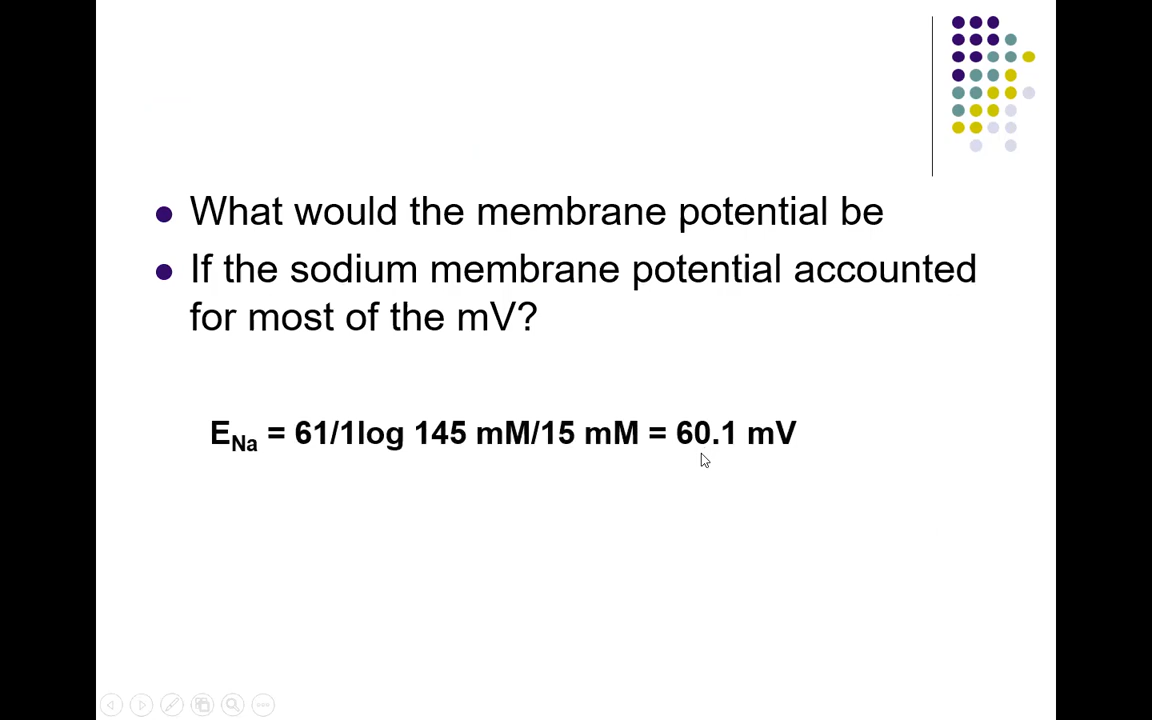 What would the membrane potential be
If the sodium membrane potential accounted
for most of the mV?
E_Na = 61/1log 145 mM/15 mM = 60.1 mV